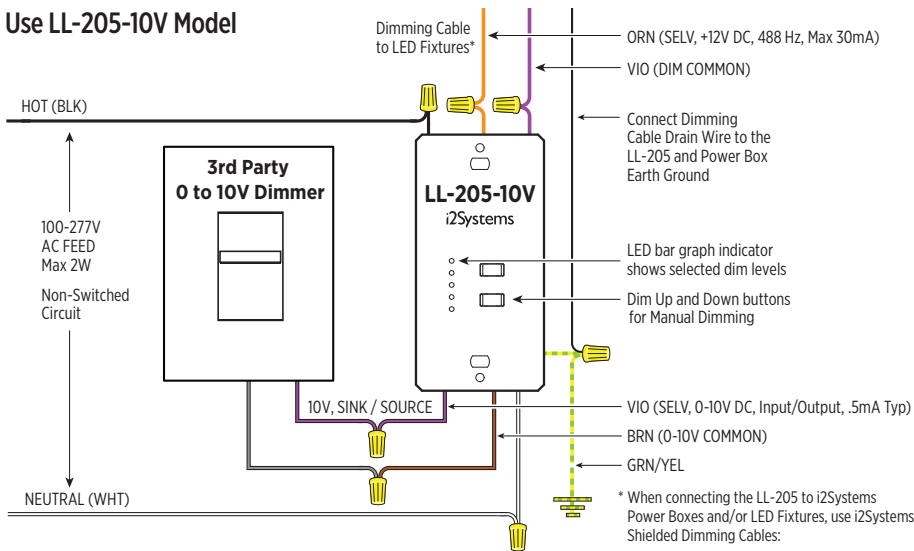 Use LL-205-10V Model
Dimming Cable
to LED Fixtures*
ORN (SELV, +12V DC, 488 Hz, Max 30mA)
VIO (DIM COMMON)
HOT (BLK)
Connect Dimming
Cable Drain Wire to the
LL-205 and Power Box
Earth Ground
3rd Party
0 to 10V Dimmer
LL-205-10V
i2Systems
100-277V
AC FEED
Max 2W
Non-Switched
Circuit
LED bar graph indicator
shows selected dim levels
Dim Up and Down buttons
for Manual Dimming
10V, SINK / SOURCE
VIO (SELV, 0-10V DC, Input/Output, .5mA Typ)
BRN (0-10V COMMON)
GRN/YEL
NEUTRAL (WHT)
* When connecting the LL-205 to i2Systems
Power Boxes and/or LED Fixtures, use i2Systems
Shielded Dimming Cables: